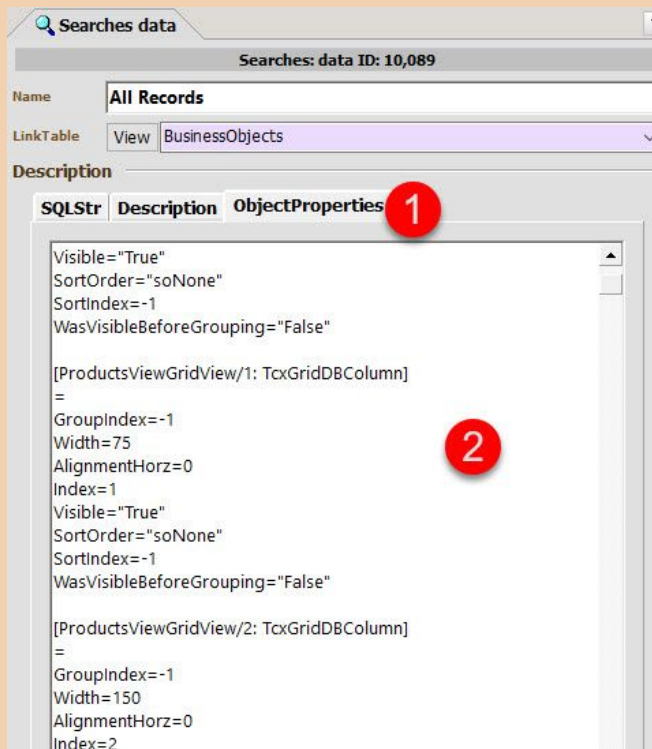 Searches data
Searches: data ID: 10,089
Name All Records
LinkTable View BusinessObjects
Description
SQLStr Description ObjectProperties 1
Visible="True"
SortOrder="soNone"
SortIndex=-1
WasVisibleBeforeGrouping="False"
[ProductsViewGridView/1: TcxGridDBColumn]
=
GroupIndex=-1
Width=75
2
AlignmentHorz=0
Index=1
Visible="True"
SortOrder="soNone"
SortIndex=-1
WasVisibleBeforeGrouping="False"
[ProductsViewGridView/2: TcxGridDBColumn]
=
GroupIndex=-1
Width=150
AlignmentHorz=0
Index=2